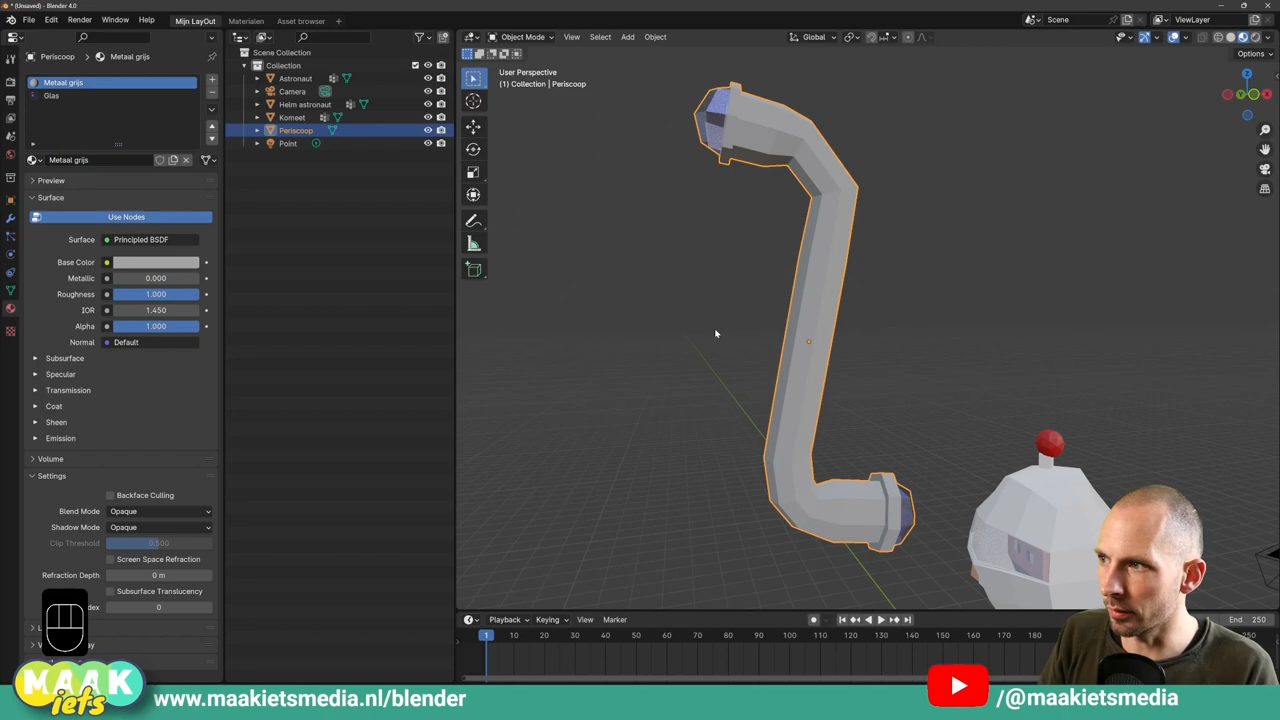 * (Unsaved) - Blender 4.0
File Edit Render Window Help Mijn LayOut Materialen Asset browser + Scene ViewLayer
Object Mode View Select Add Object Global
Options
Periscoop > Metaal grijs
Metaal grijs
Glas
Metaal grijs
Preview
Surface
Use Nodes
Surface Principled BSDF
Base Color
Metallic 0.000
Roughness 1.000
IOR 1.450
Alpha 1.000
Normal Default
Subsurface
Specular
Transmission
Coat
Sheen
Emission
Volume
Settings
Backface Culling
Blend Mode Opaque
Shadow Mode Opaque
Clip Threshold 0.500
Screen Space Refraction
Refraction Depth 0 m
Subsurface Translucency
0
Scene Collection
Collection
Astronaut
Camera
Helm astronaut
Komeet
Periscoop
Point
User Perspective
(1) Collection | Periscoop
Z
Y
Playback Keying View Marker
End 250
1 10 20 30 40 50 60 70 80 90 100 110 120 130 140 150 160 170 180 250
MAAK
iets
www.maakietsmedia.nl/blender
/@maakietsmedia